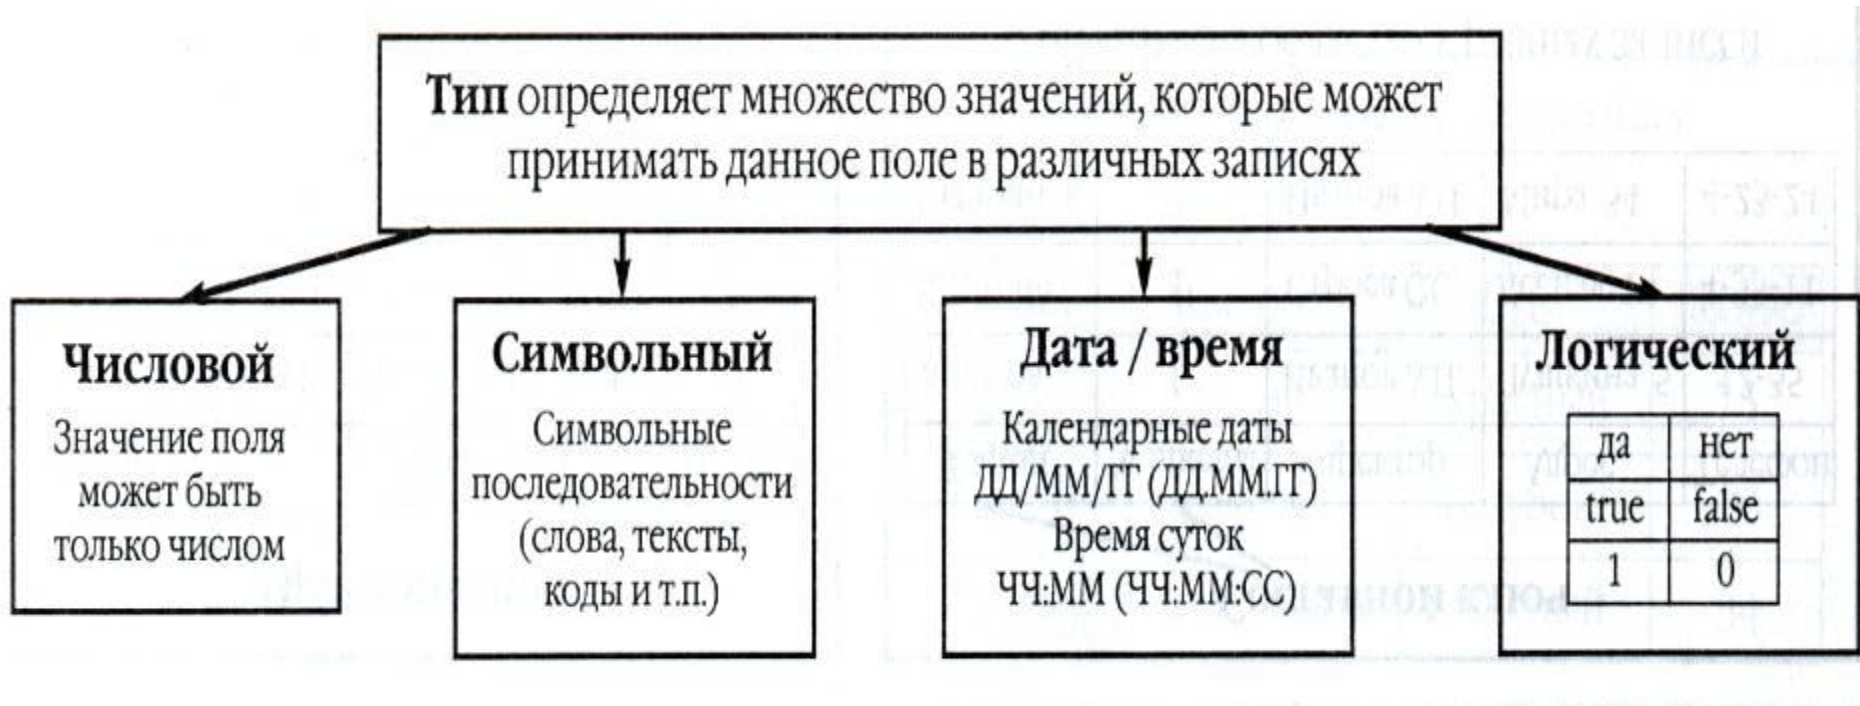 Тип определяет множество значений, которые может
принимать данное поле в различных записях
Числовой
Значение поля
может быть
только числом
Символьный
Символьные
последовательности
(слова, тексты,
коды и т.п.)
Дата / время
Календарные даты
ДД/ММ/ГГ (ДД.ММ.ГГ)
Время суток
ЧЧ:ММ (ЧЧ:ММ:СС)
Логический
да нет
true false
1 0